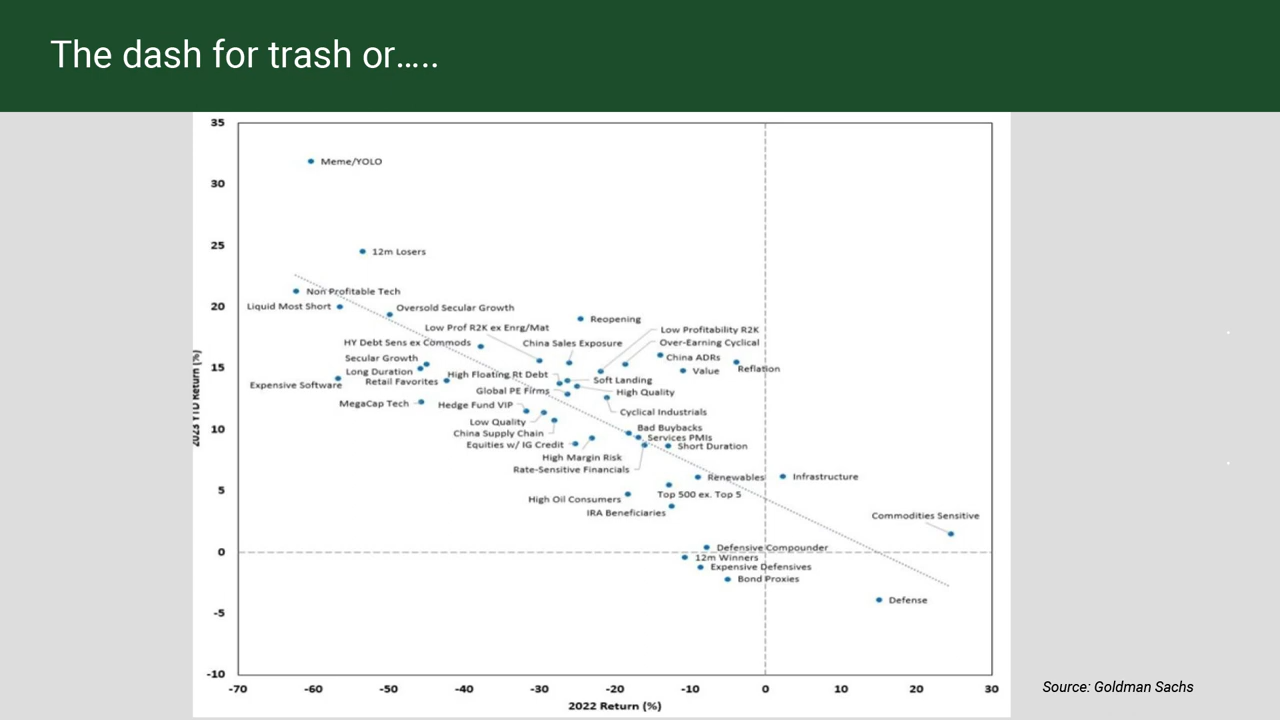 The dash for trash or…..
35
30
25
20
15
10
5
0
-5
-10
2023 YTD Return (%)
Meme/YOLO
12m Losers
Non Profitable Tech
Liquid Most Short
Oversold Secular Growth
Reopening
Low Prof R2K ex Enrg/Mat
Low Profitability R2K
HY Debt Sens ex Commods
China Sales Exposure
Over-Earning Cyclical
Secular Growth
China ADRs
Long Duration
High Floating Rt Debt
Value
Reflation
Expensive Software
Retail Favorites
Soft Landing
Global PE Firms
High Quality
MegaCap Tech
Hedge Fund VIP
Cyclical Industrials
Low Quality
Bad Buybacks
China Supply Chain
Services PMIs
Equities w/ IG Credit
Short Duration
High Margin Risk
Rate-Sensitive Financials
Renewables
Infrastructure
High Oil Consumers
Top 500 ex. Top 5
IRA Beneficiaries
Commodities Sensitive
Defensive Compounder
12m Winners
Expensive Defensives
Bond Proxies
Defense
-70 -60 -50 -40 -30 -20 -10 0 10 20 30
2022 Return (%)
Source: Goldman Sachs